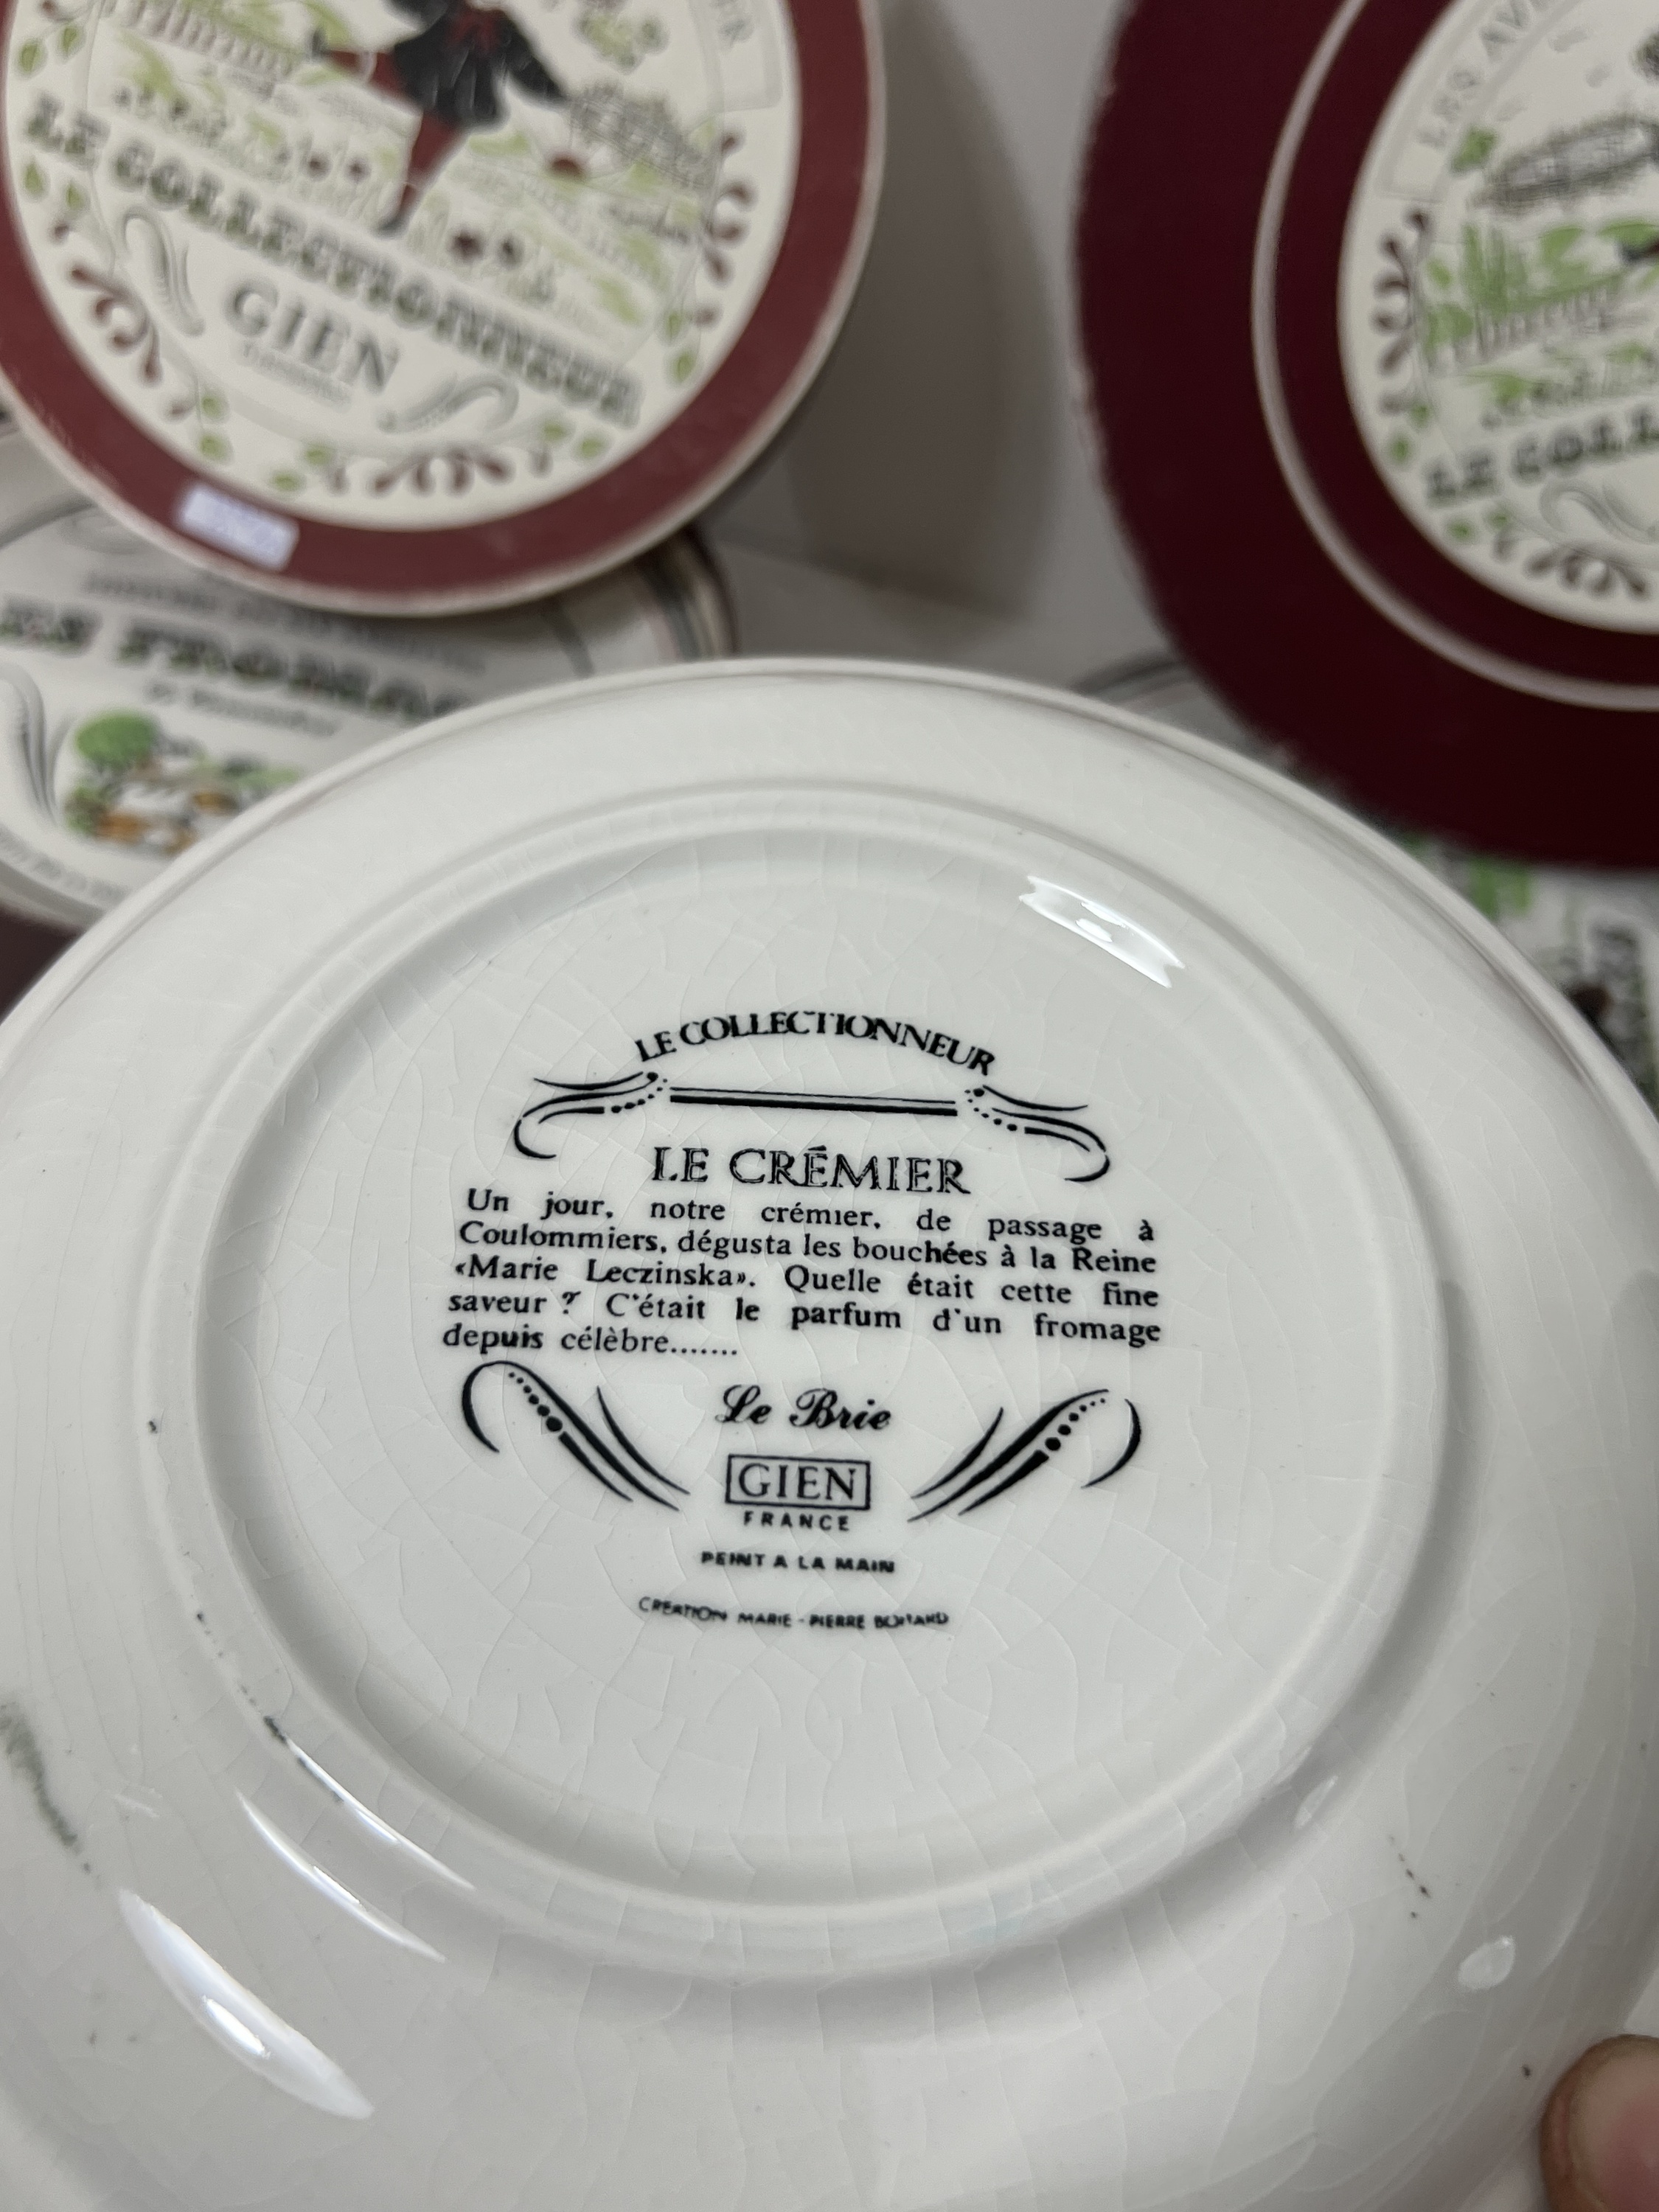 LE COLLECTIONNEUR
GIEN
LES AV
LE COLL
LE COLLECTIONNEUR
LE CRÉMIER
Un jour, notre crémier, de passage à
Coulommiers, dégusta les bouchées à la Reine
«Marie Leczinska». Quelle était cette fine
saveur ? C'était le parfum d'un fromage
depuis célèbre.......
Le Brie
GIEN
FRANCE
PEINT A LA MAIN
CREATION MARIE - PIERRE BOITARD